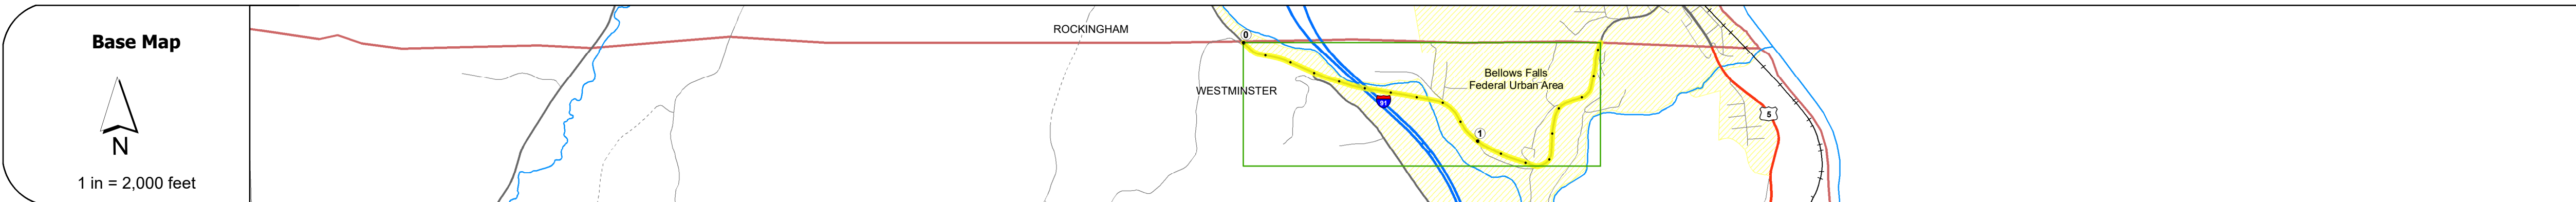 Base Map
N
1 in = 2,000 feet
ROCKINGHAM
0
WESTMINSTER
91
Bellows Falls
Federal Urban Area
1
5